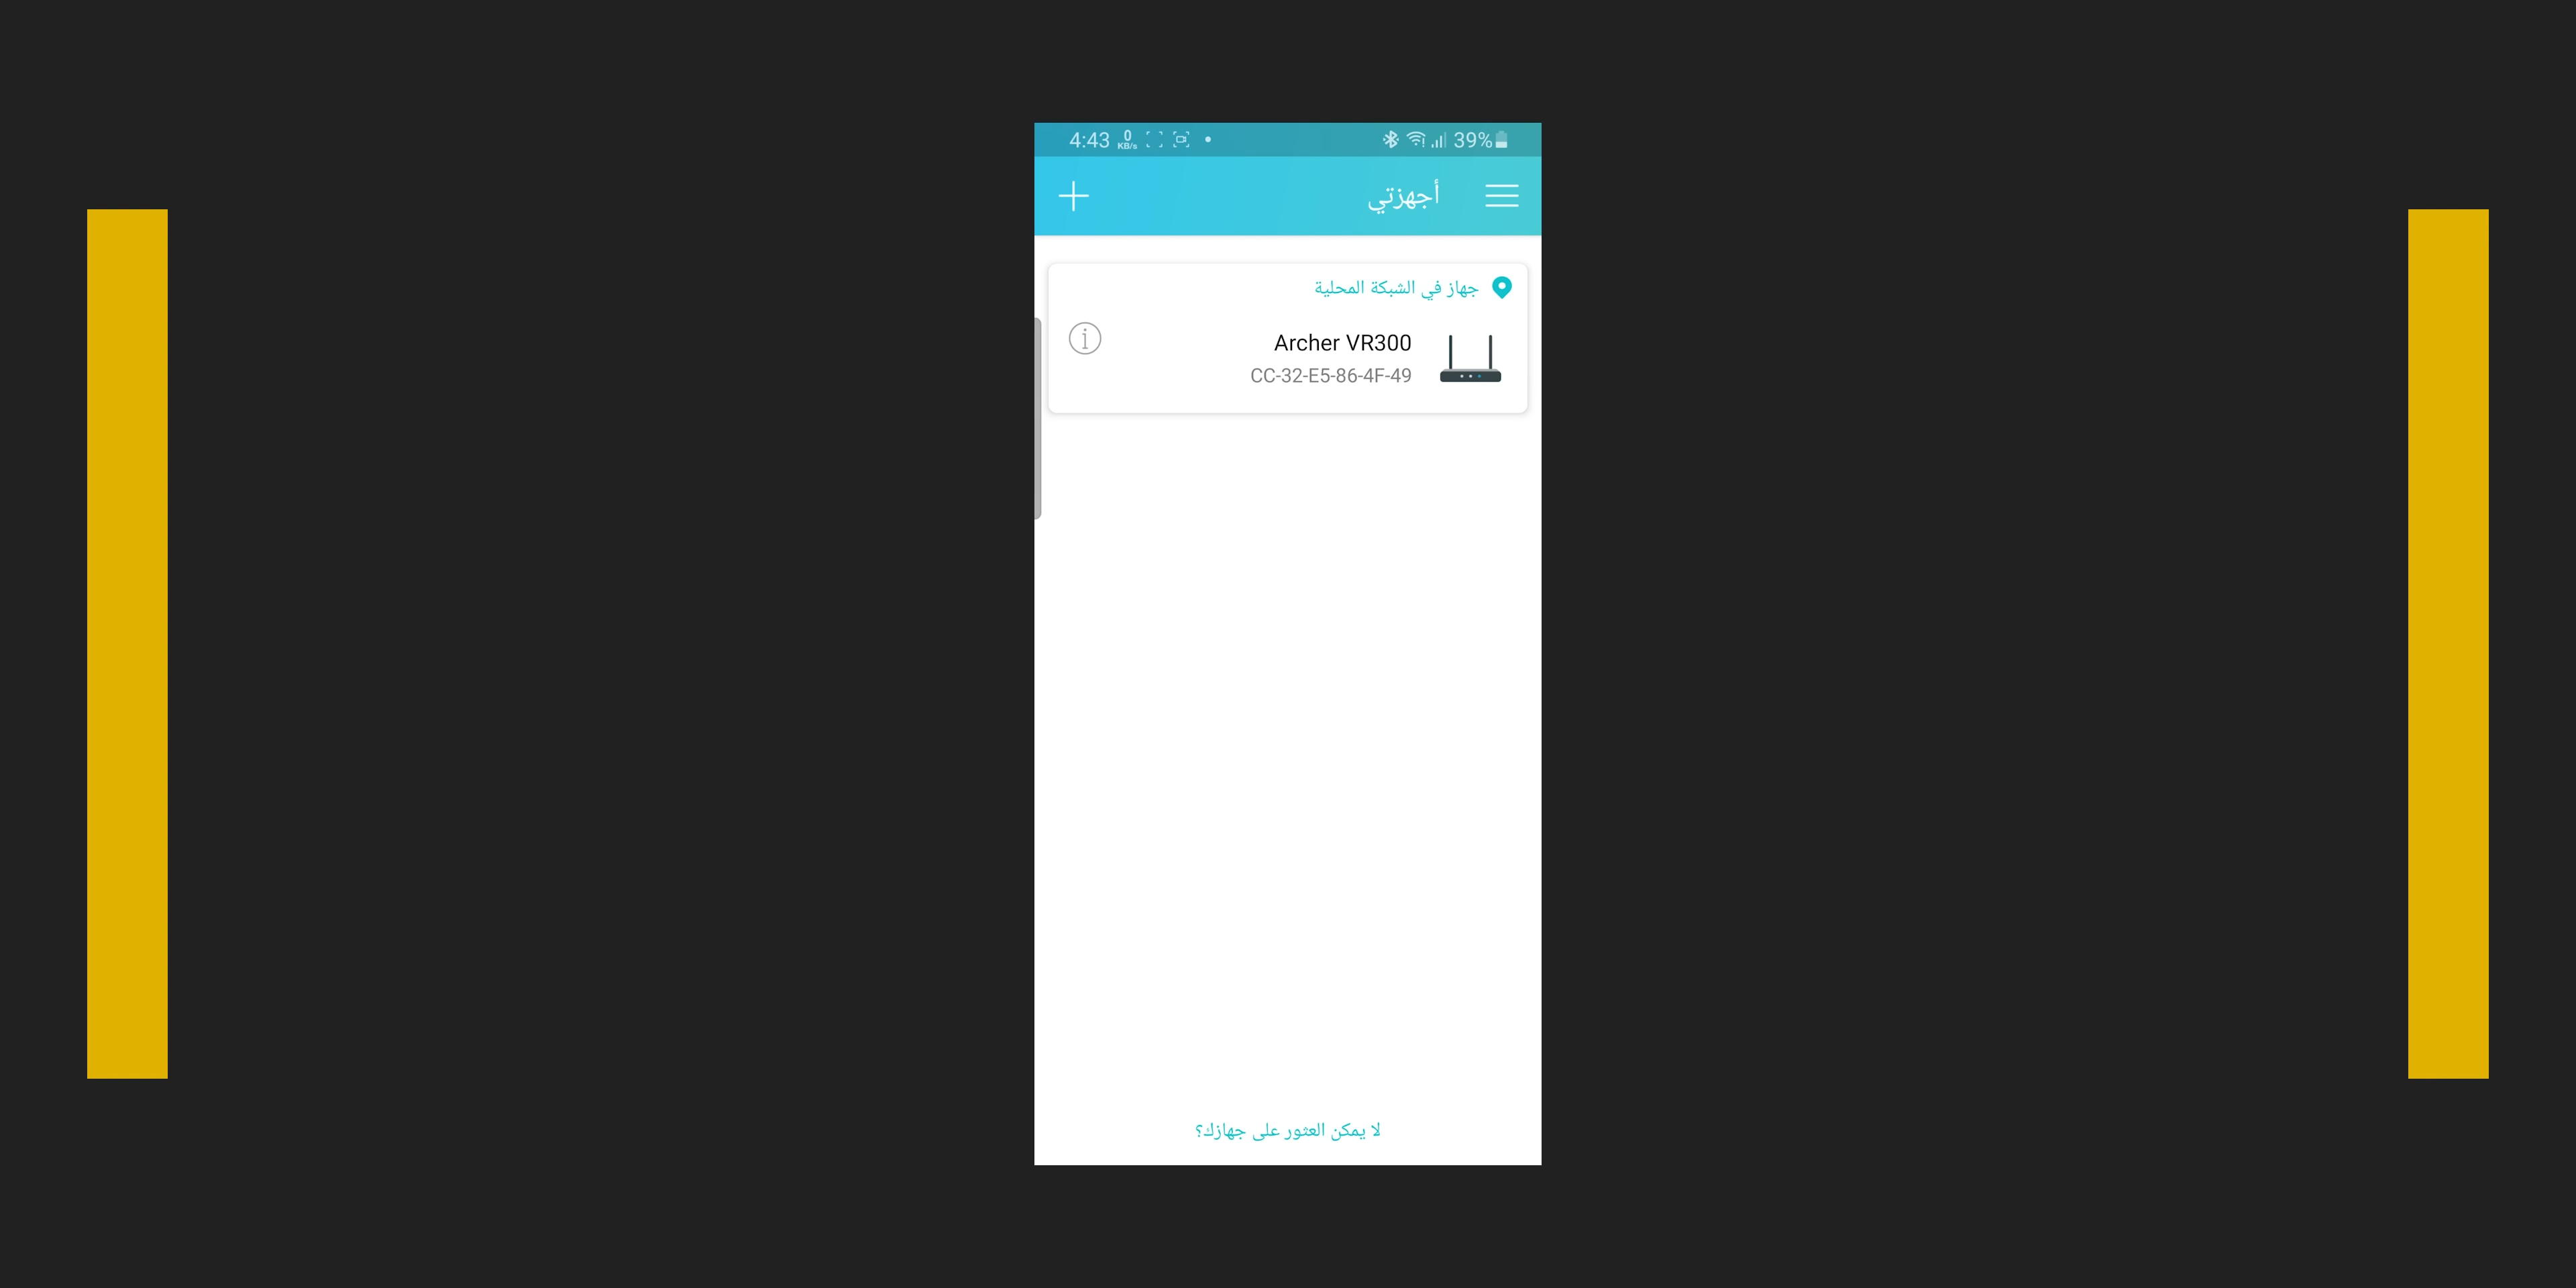 4:43 0 KB/s 39%
أجهزتي
جهاز في الشبكة المحلية
Archer VR300
CC-32-E5-86-4F-49
لا يمكن العثور على جهازك؟